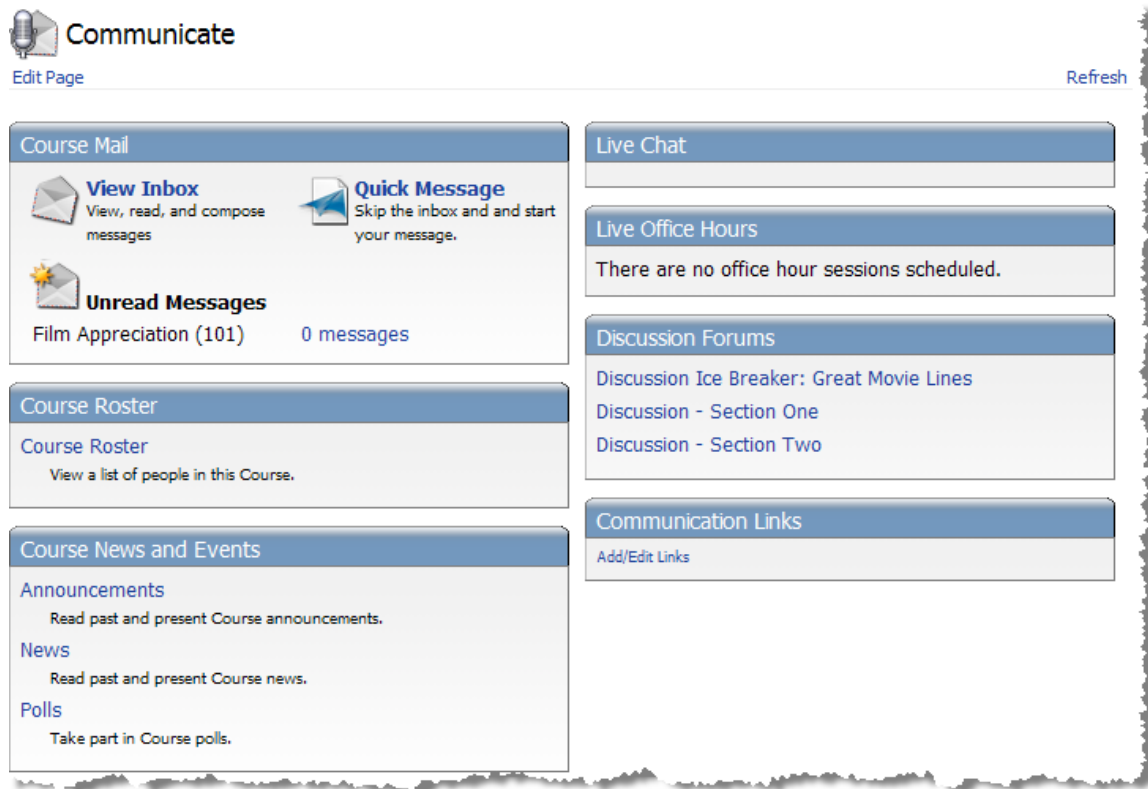 Communicate
Edit Page
Refresh
Course Mail
View Inbox
View, read, and compose
messages
Quick Message
Skip the inbox and and start
your message.
Unread Messages
Film Appreciation (101)
0 messages
Course Roster
Course Roster
View a list of people in this Course.
Course News and Events
Announcements
Read past and present Course announcements.
News
Read past and present Course news.
Polls
Take part in Course polls.
Live Chat
Live Office Hours
There are no office hour sessions scheduled.
Discussion Forums
Discussion Ice Breaker: Great Movie Lines
Discussion - Section One
Discussion - Section Two
Communication Links
Add/Edit Links